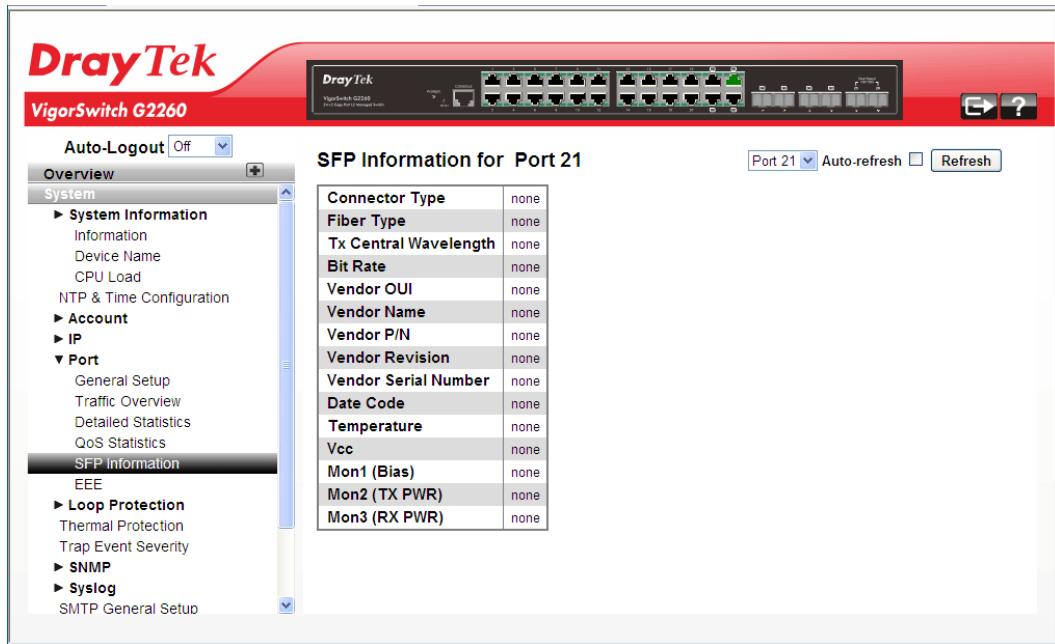 DrayTek
VigorSwitch G2260
DrayTek
VigorSwitch G2260
Auto-Logout Off
Overview
System
► System Information
Information
Device Name
CPU Load
NTP & Time Configuration
► Account
► IP
▼ Port
General Setup
Traffic Overview
Detailed Statistics
QoS Statistics
SFP Information
EEE
► Loop Protection
Thermal Protection
Trap Event Severity
► SNMP
► Syslog
SMTP General Setup
SFP Information for Port 21
Port 21 Auto-refresh Refresh
Connector Type none
Fiber Type none
Tx Central Wavelength none
Bit Rate none
Vendor OUI none
Vendor Name none
Vendor P/N none
Vendor Revision none
Vendor Serial Number none
Date Code none
Temperature none
Vcc none
Mon1 (Bias) none
Mon2 (TX PWR) none
Mon3 (RX PWR) none